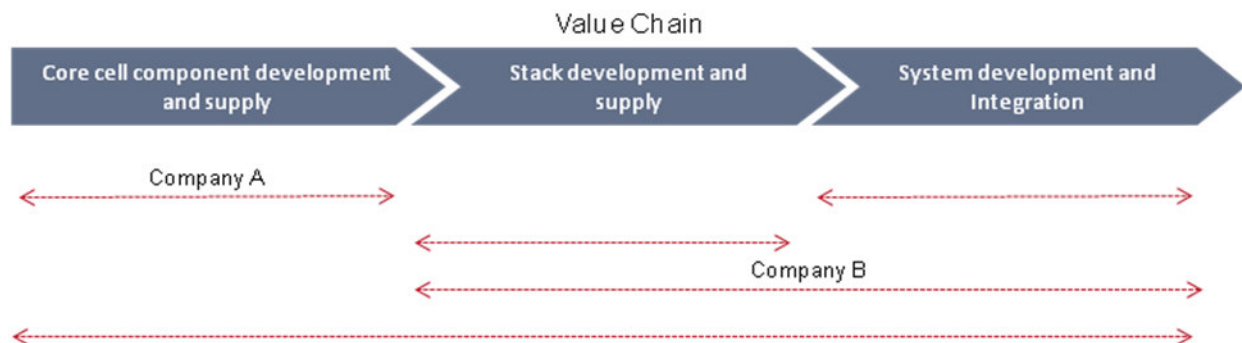 Value Chain
Core cell component development
and supply
Stack development and
supply
System development and
Integration
Company A
Company B